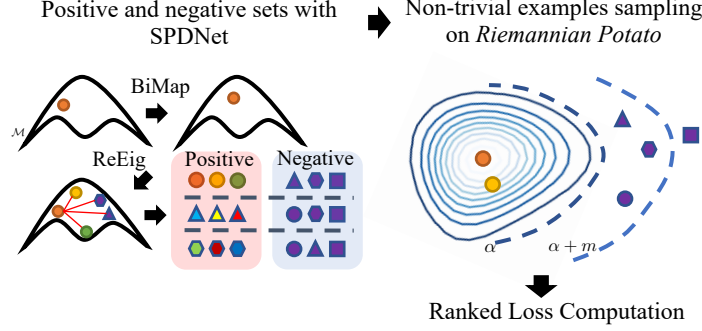 Positive and negative sets with
SPDNet
Non-trivial examples sampling
on Riemannian Potato
BiMap
ℳ
ReEig
Positive
Negative
α
α + m
Ranked Loss Computation